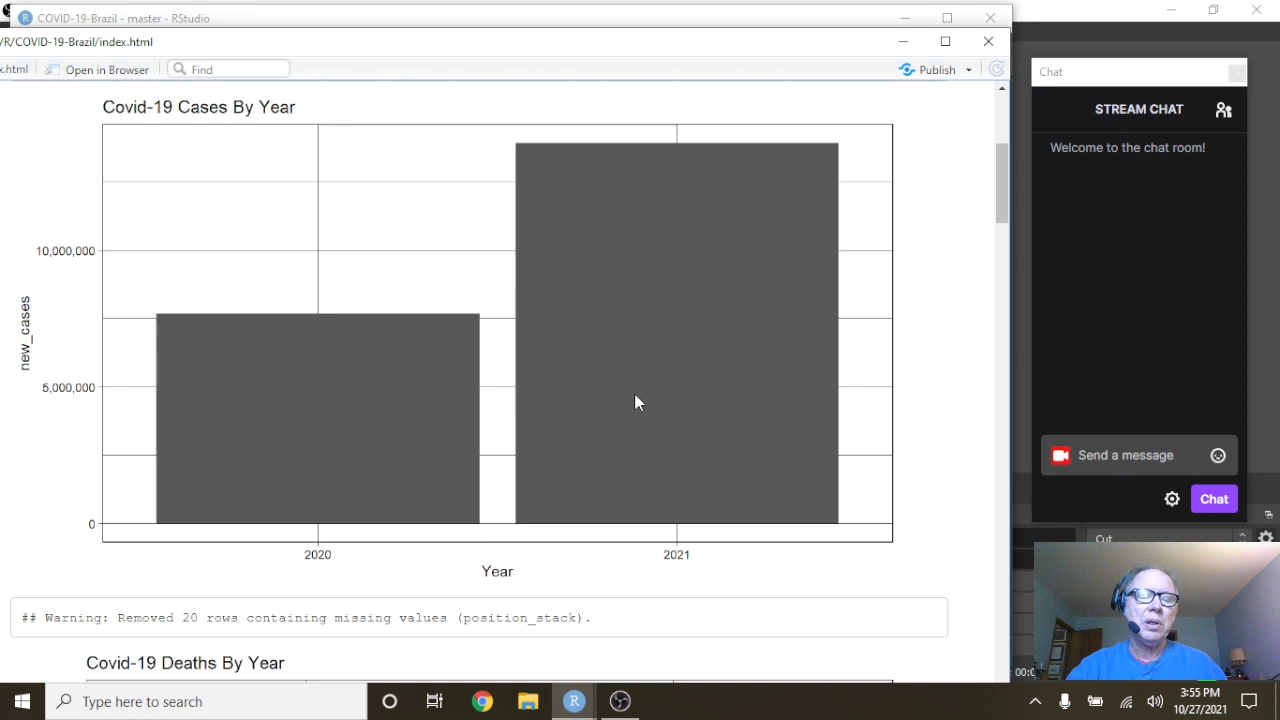 COVID-19-Brazil - master - RStudio
/R/COVID-19-Brazil/index.html
x.html Open in Browser Find Publish
Covid-19 Cases By Year
10,000,000
5,000,000
0
new_cases
2020 2021
Year
## Warning: Removed 20 rows containing missing values (position_stack).
Covid-19 Deaths By Year
Chat
STREAM CHAT
Welcome to the chat room!
Send a message
Chat
Cut
00:0
Type here to search
3:55 PM
10/27/2021